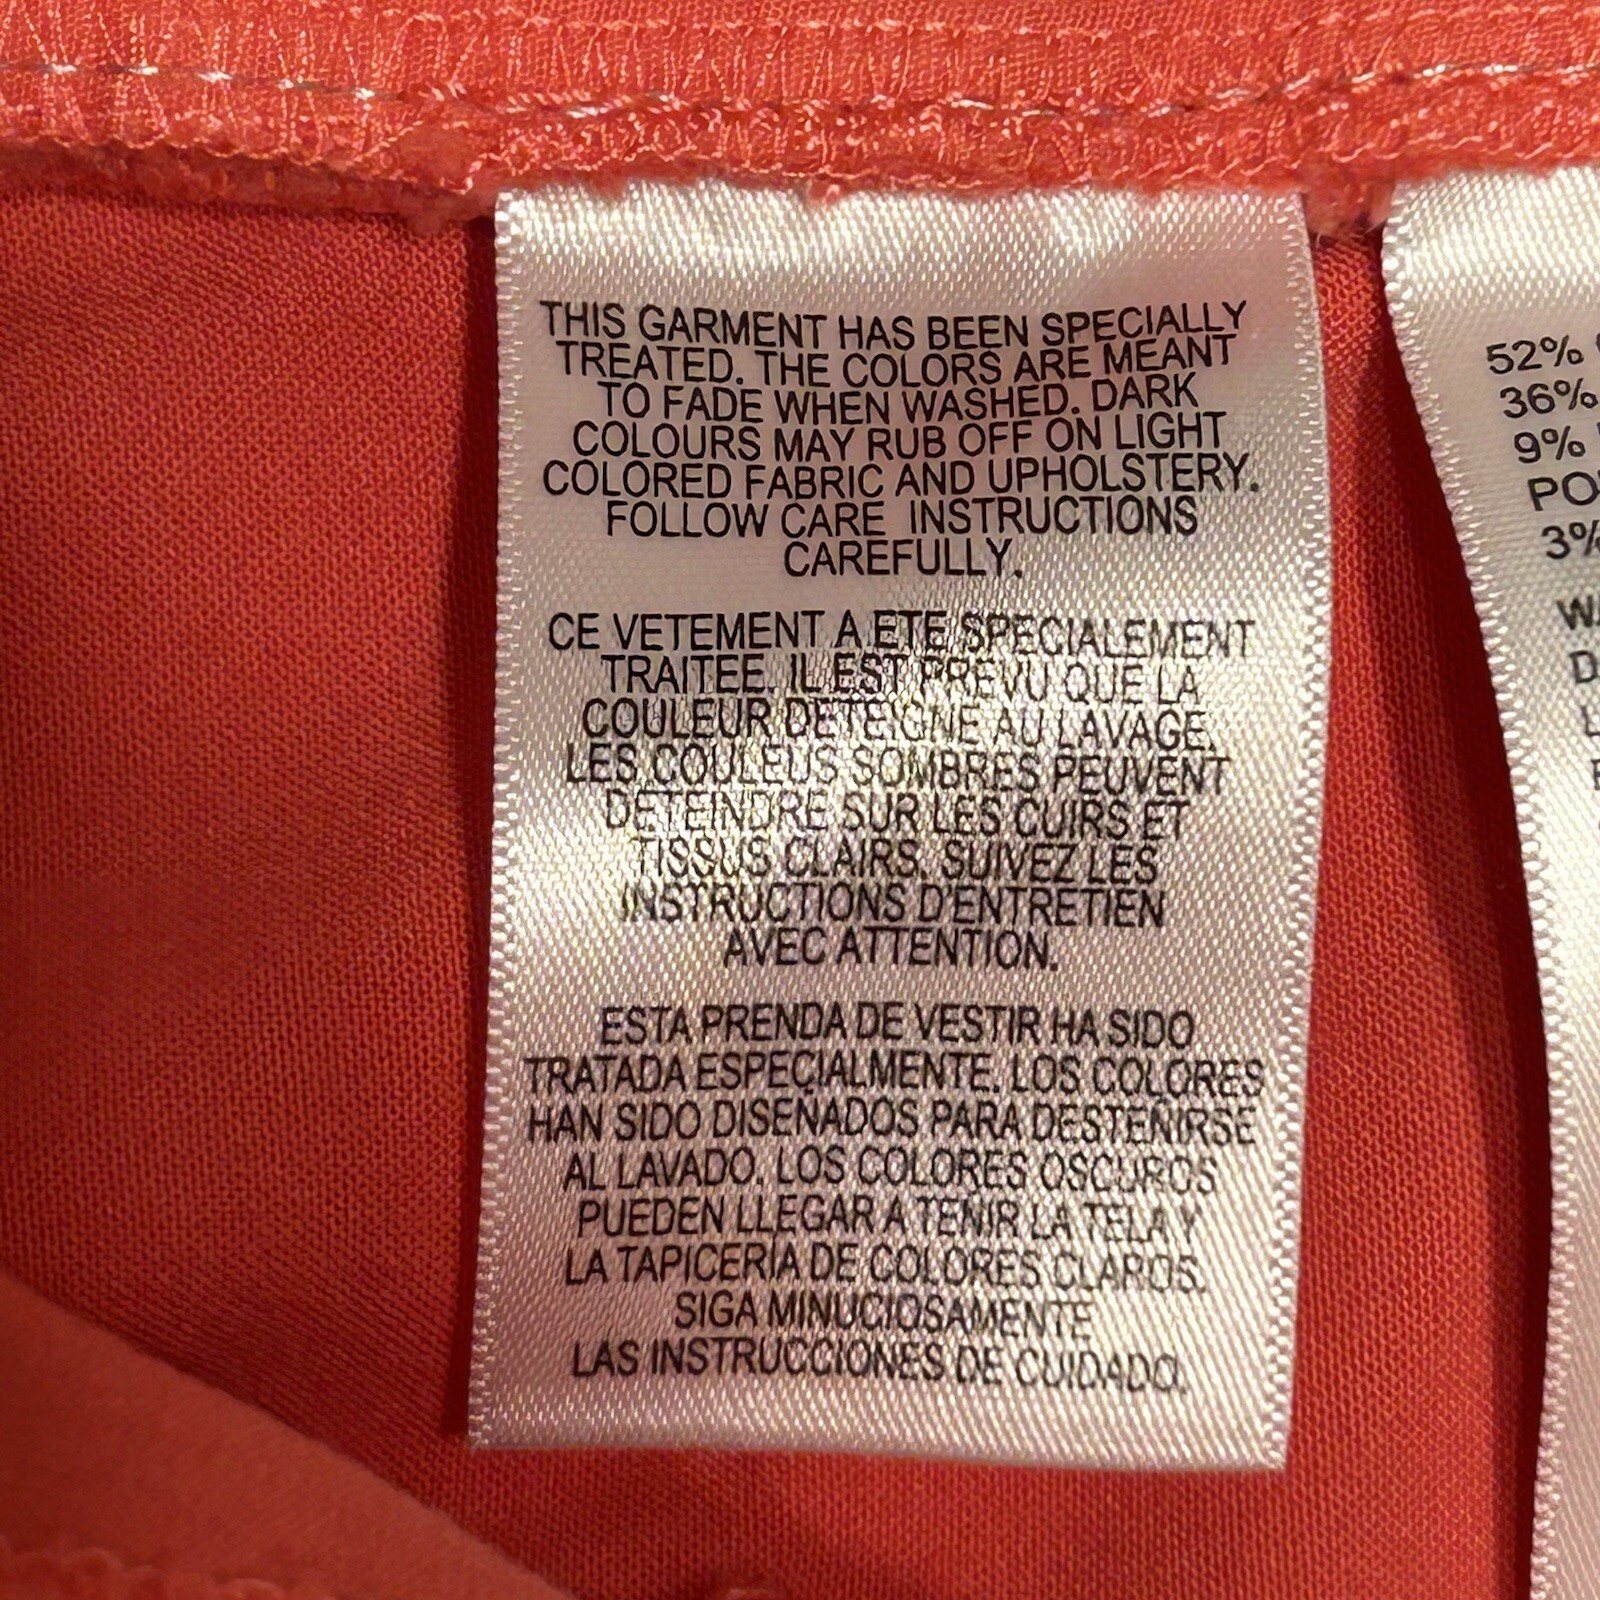 THIS GARMENT HAS BEEN SPECIALLY
TREATED. THE COLORS ARE MEANT
TO FADE WHEN WASHED. DARK
COLOURS MAY RUB OFF ON LIGHT
COLORED FABRIC AND UPHOLSTERY.
FOLLOW CARE INSTRUCTIONS
CAREFULLY.
CE VETEMENT A ETE SPECIALEMENT
TRAITEE. IL EST PREVU QUE LA
COULEUR DETEIGNE AU LAVAGE.
LES COULEUS SOMBRES PEUVENT
DETEINDRE SUR LES CUIRS ET
TISSUS CLAIRS. SUIVEZ LES
INSTRUCTIONS D'ENTRETIEN
AVEC ATTENTION.
ESTA PRENDA DE VESTIR HA SIDO
TRATADA ESPECIALMENTE. LOS COLORES
HAN SIDO DISEÑADOS PARA DESTEÑIRSE
AL LAVADO. LOS COLORES OSCUROS
PUEDEN LLEGAR A TENIR LA TELA Y
LA TAPICERÍA DE COLORES CLAROS.
SIGA MINUCIOSAMENTE
LAS INSTRUCCIONES DE CUIDADO.
52%
36%
9%
PO
3%